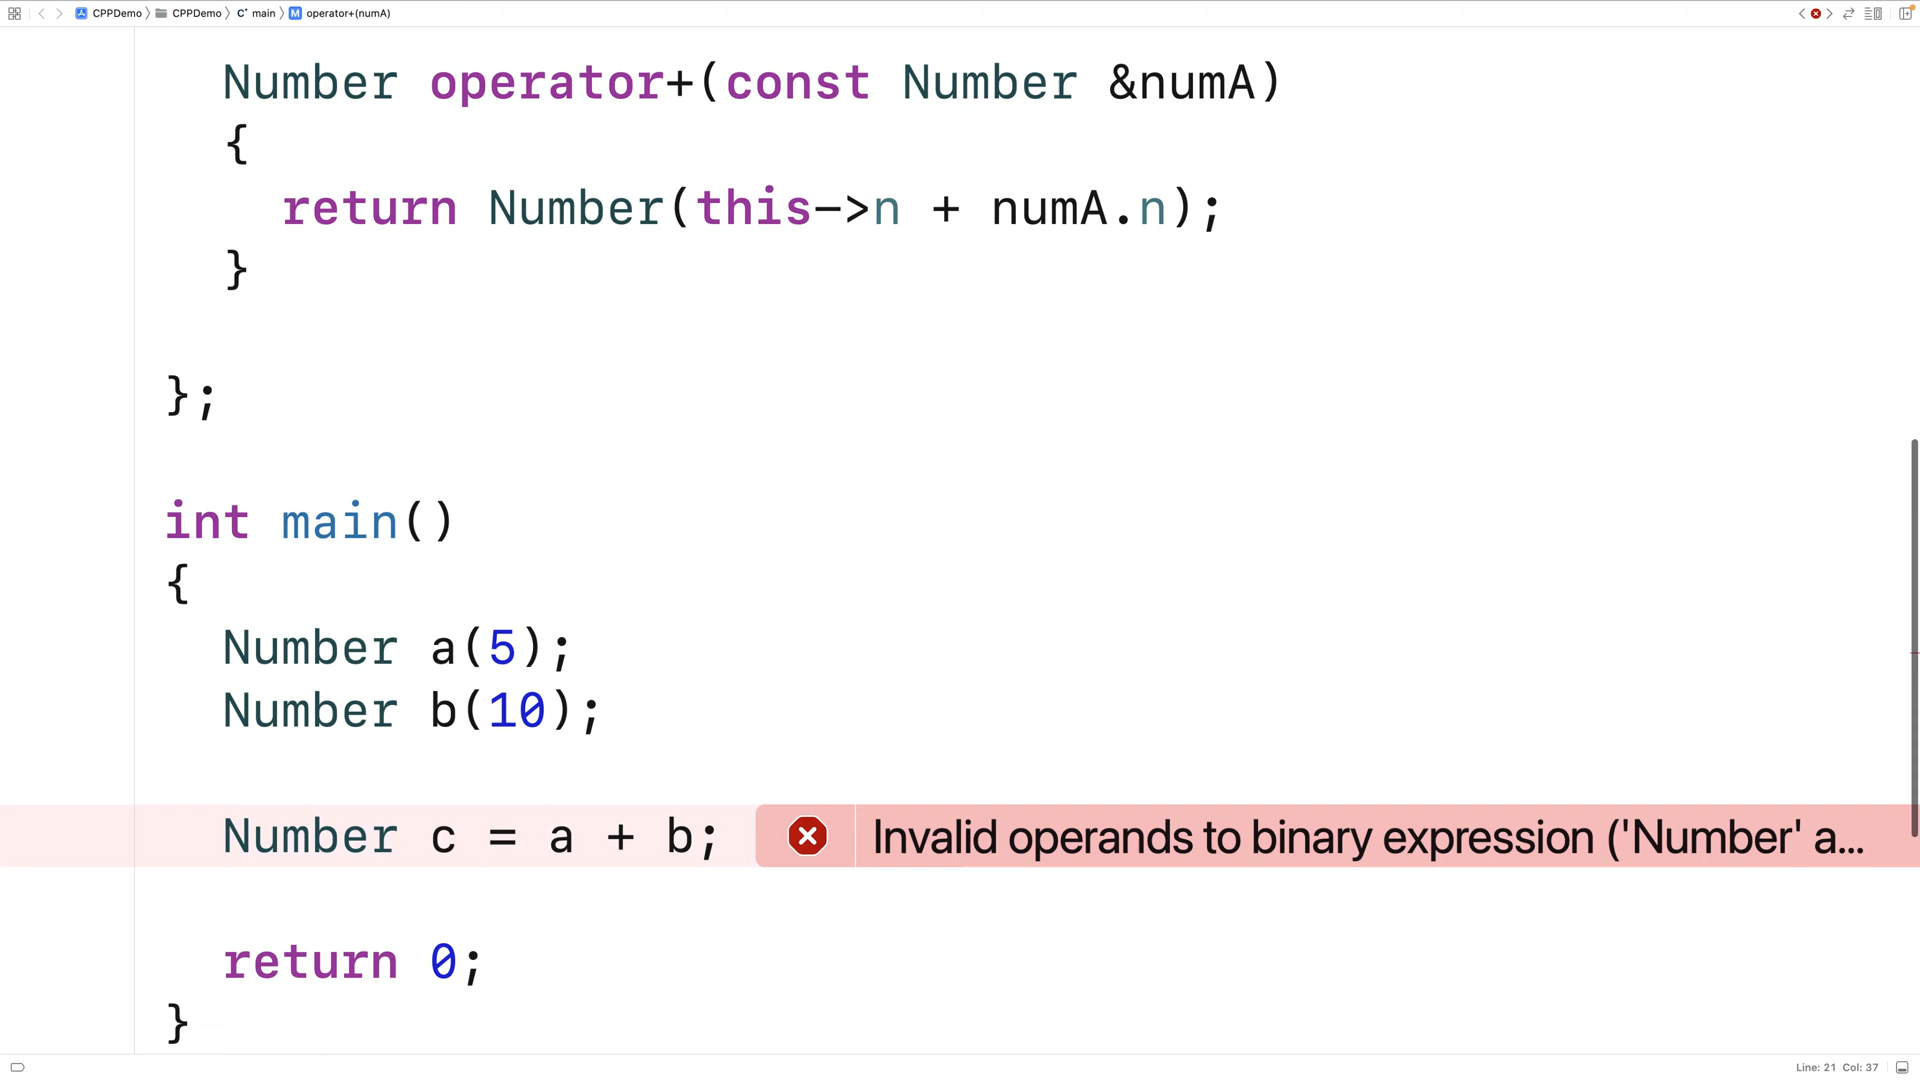 CPPDemo CPPDemo C+ main M operator+(numA)
Number operator+(const Number &numA)
{
return Number(this->n + numA.n);
}
};
int main()
{
Number a(5);
Number b(10);
Number c = a + b; Invalid operands to binary expression ('Number' a...
return 0;
}
Line: 21 Col: 37